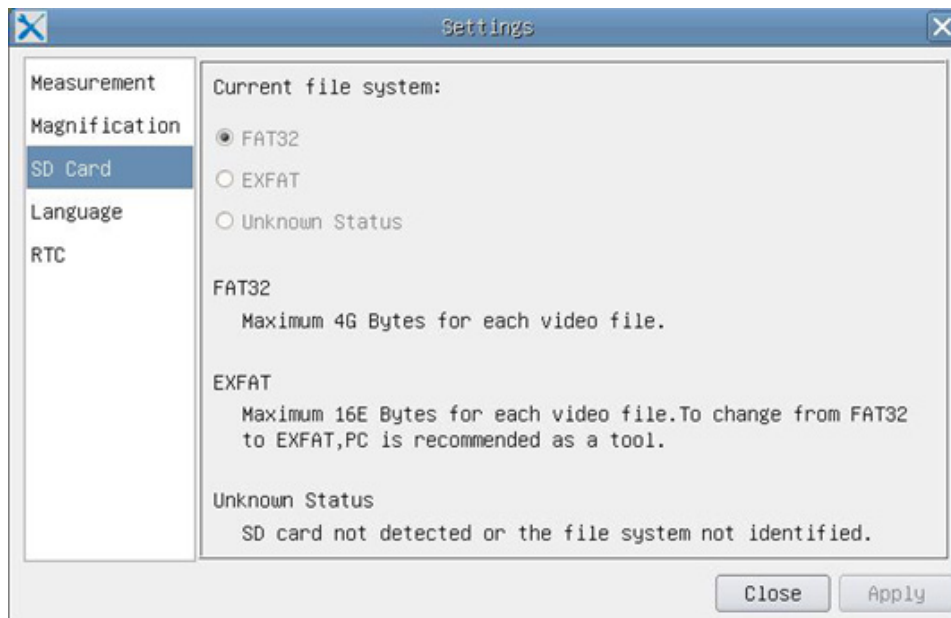 Settings
Measurement
Magnification
SD Card
Language
RTC
Current file system:
FAT32
EXFAT
Unknown Status
FAT32
Maximum 4G Bytes for each video file.
EXFAT
Maximum 16E Bytes for each video file.To change from FAT32
to EXFAT,PC is recommended as a tool.
Unknown Status
SD card not detected or the file system not identified.
Close
Apply